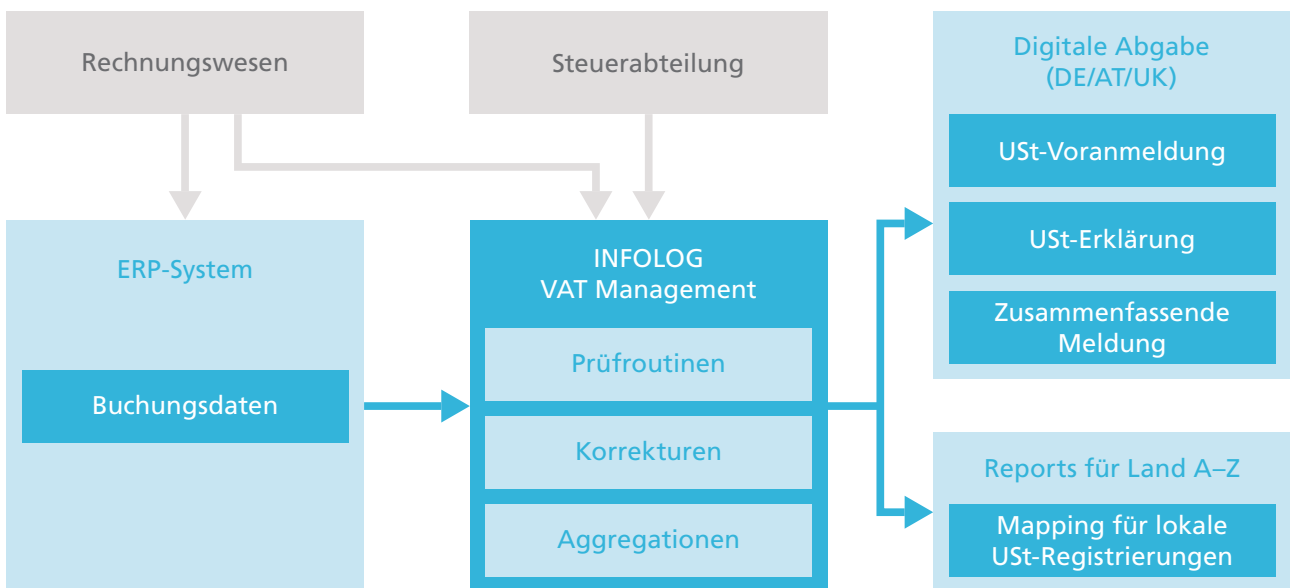 Rechnungswesen
Steuerabteilung
ERP-System
Buchungsdaten
INFOLOG
VAT Management
Prüfroutinen
Korrekturen
Aggregationen
Digitale Abgabe
(DE/AT/UK)
USt-Voranmeldung
USt-Erklärung
Zusammenfassende
Meldung
Reports für Land A–Z
Mapping für lokale
USt-Registrierungen